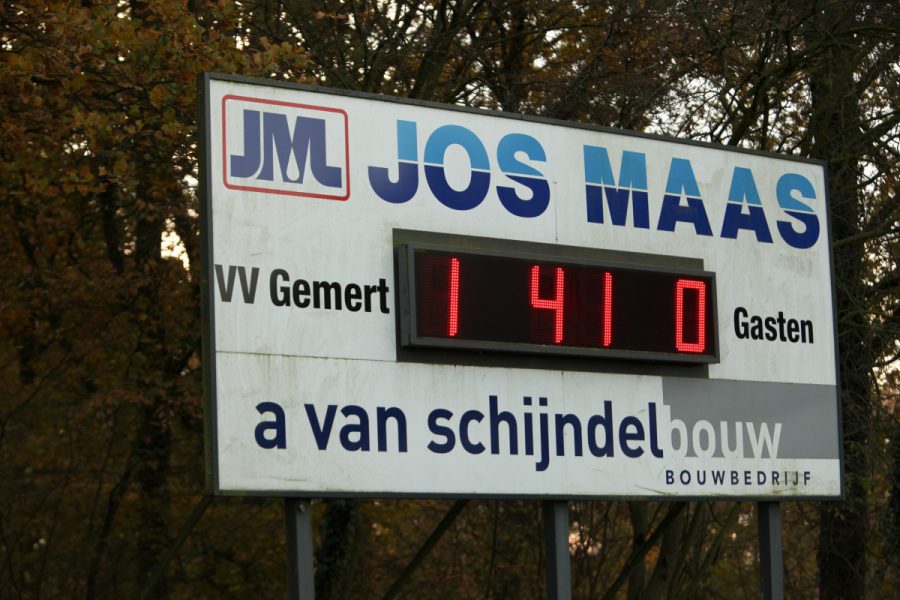 JML JOS MAAS
VV Gemert 1 41 0 Gasten
a van schijndelbouw
BOUWBEDRIJF